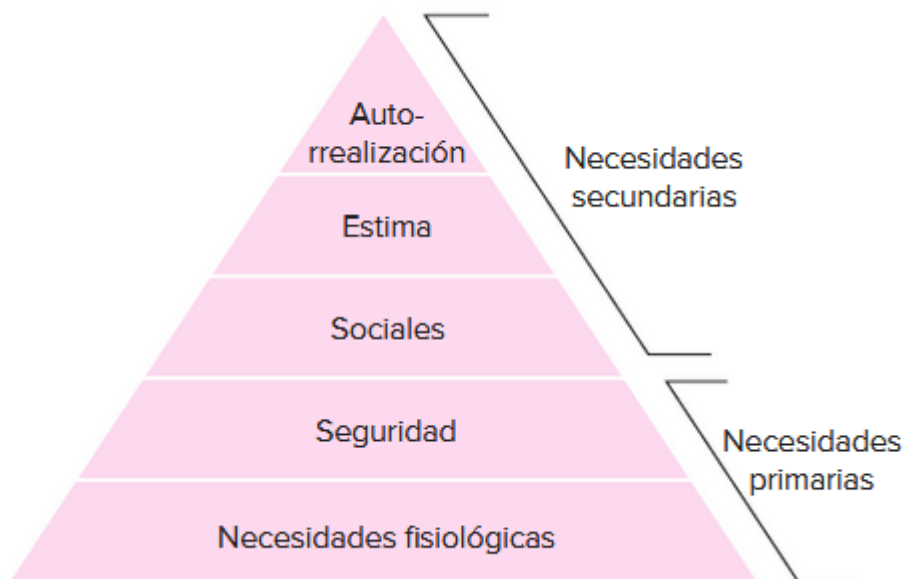 Auto-
rrealización
Necesidades
secundarias
Estima
Sociales
Seguridad
Necesidades
primarias
Necesidades fisiológicas